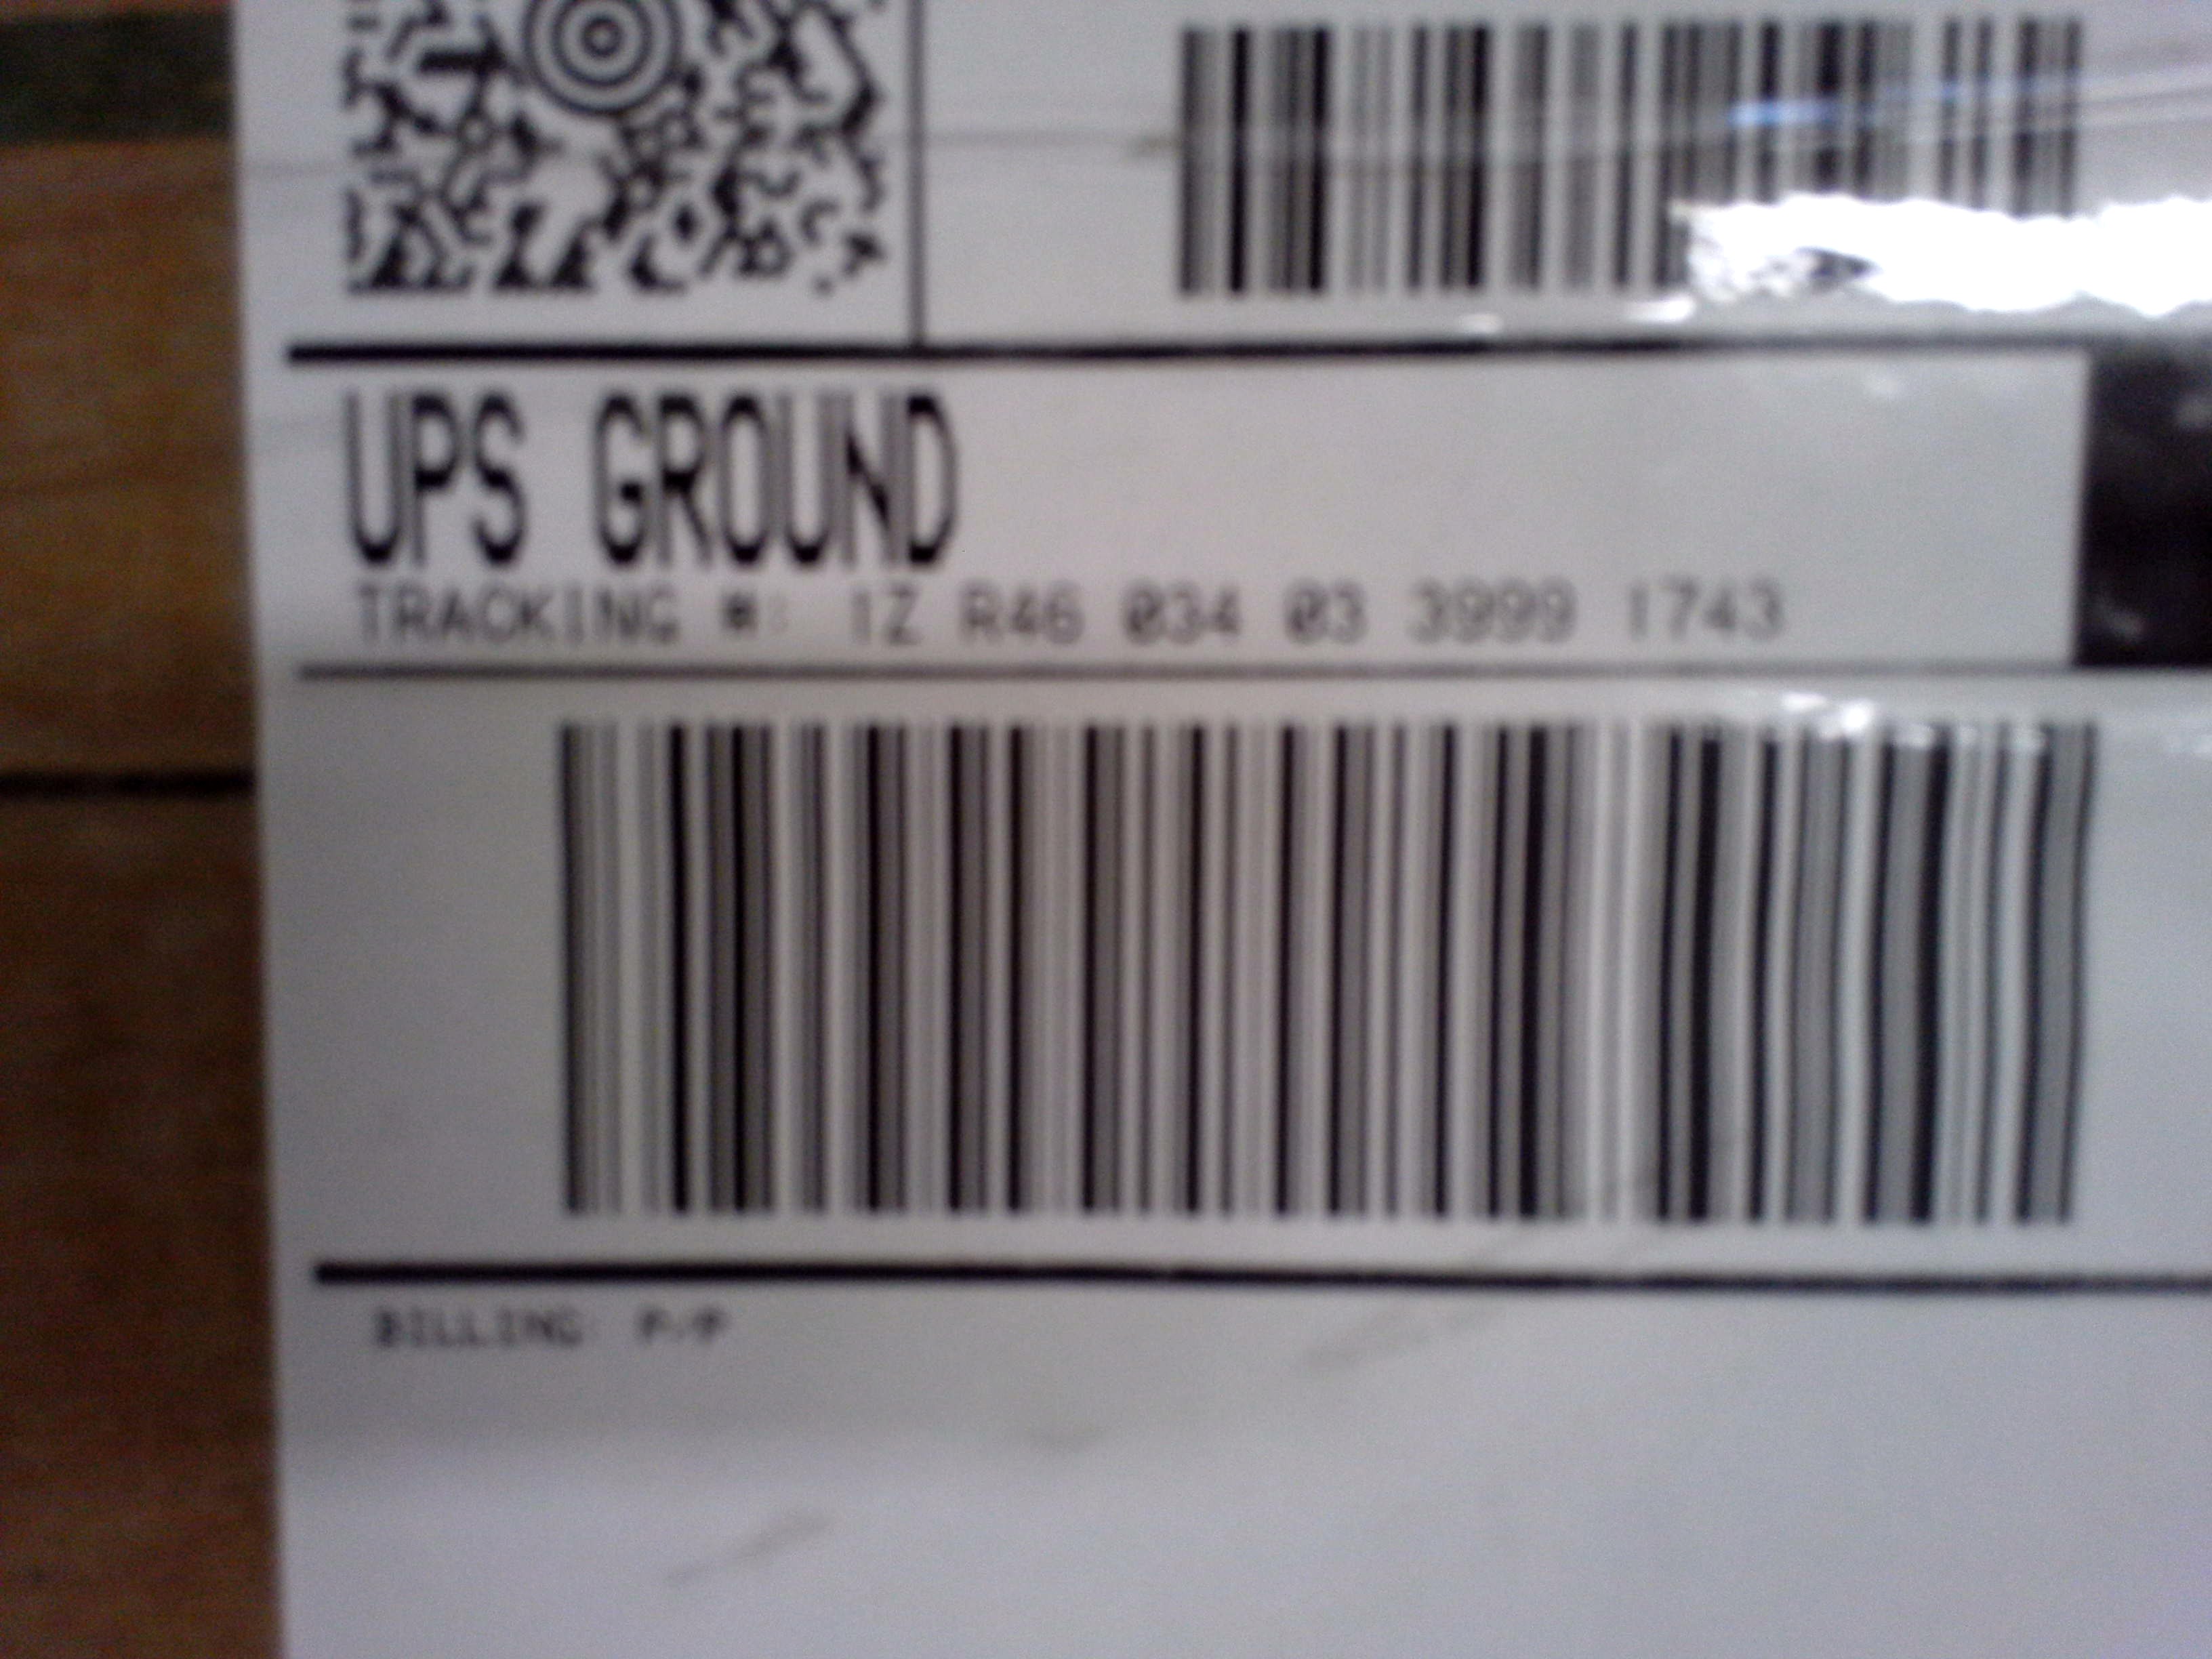 UPS GROUND
TRACKING #: 1Z R46 034 03 3999 1743
BILLING: P/P